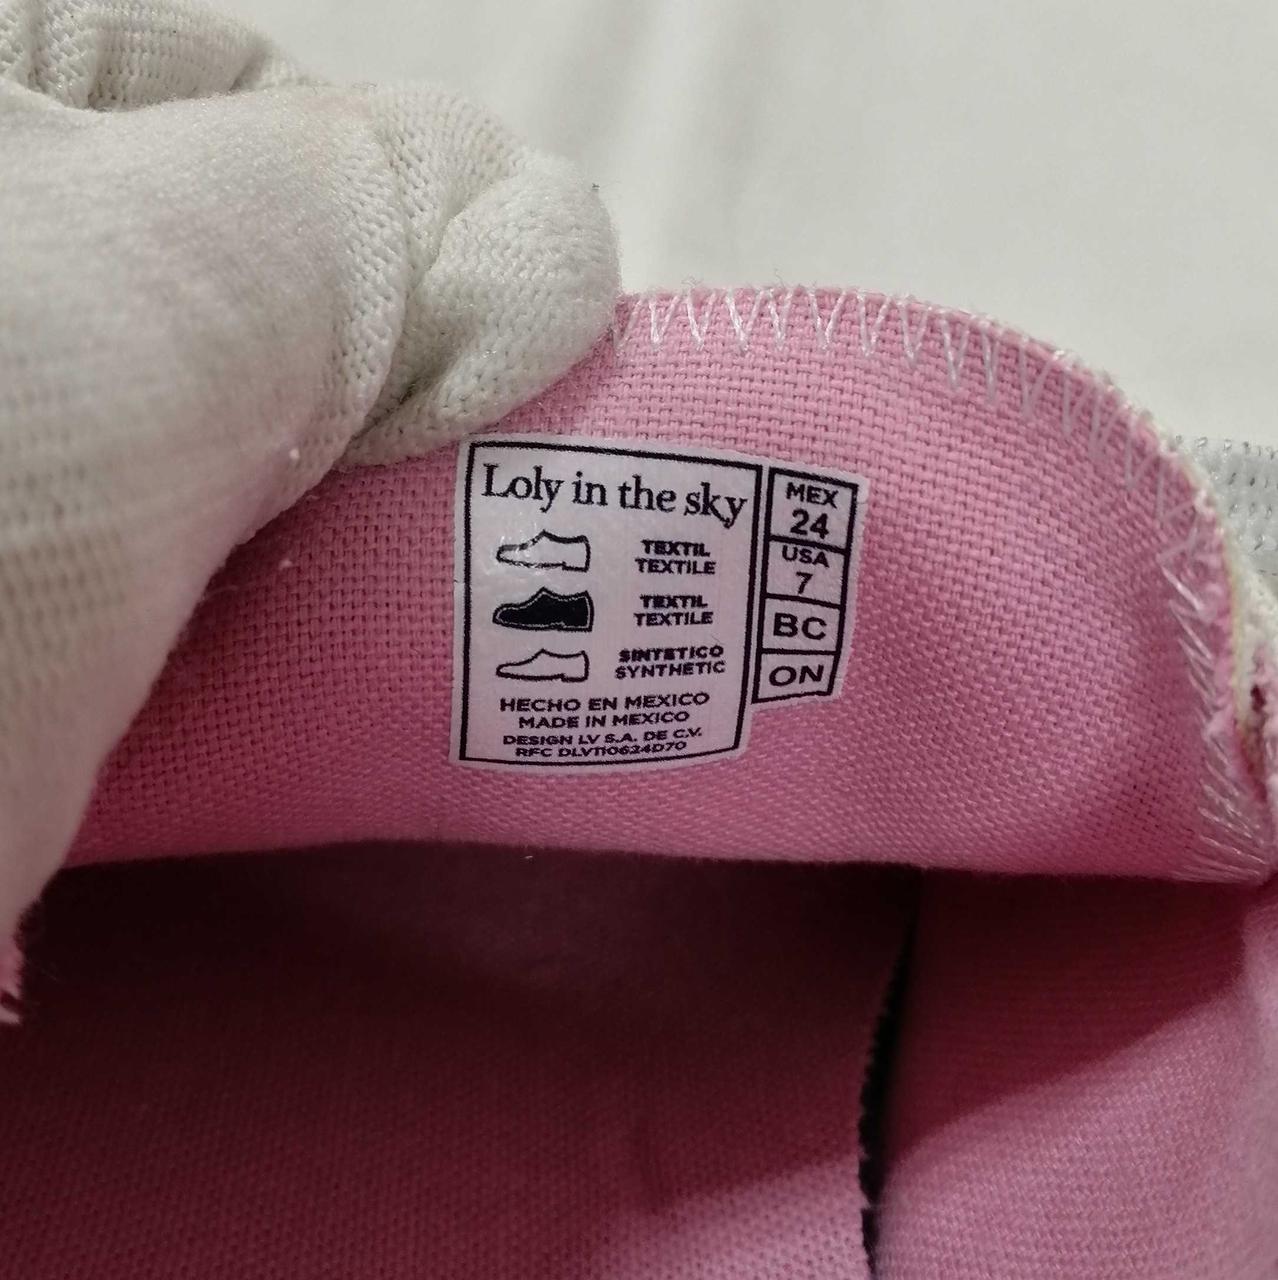 Loly in the sky
TEXTIL
TEXTILE
TEXTIL
TEXTILE
SINTETICO
SYNTHETIC
HECHO EN MEXICO
MADE IN MEXICO
DESIGN LV S.A. DE C.V.
RFC DLV110624D70
MEX
24
USA
7
BC
ON